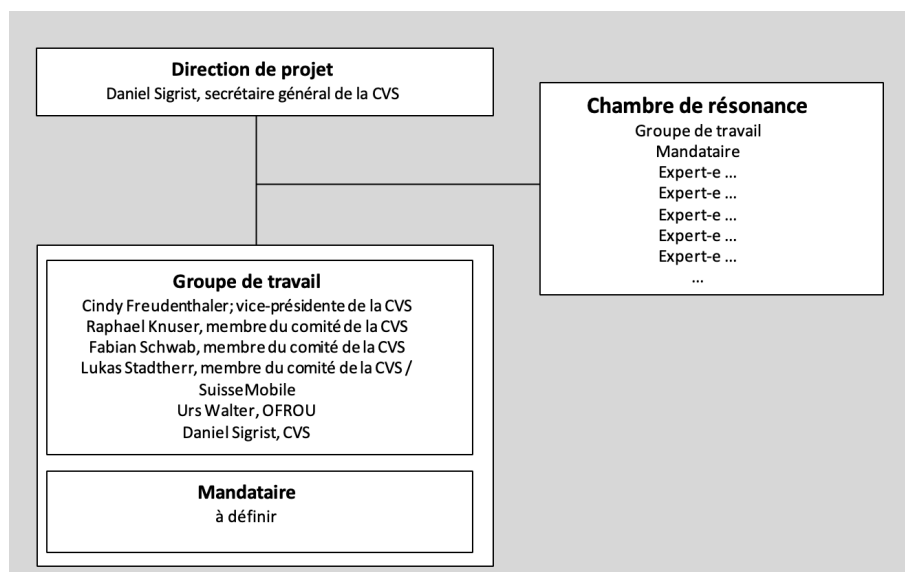 Direction de projet
Daniel Sigrist, secrétaire général de la CVS
Chambre de résonance
Groupe de travail
Mandataire
Expert-e ...
Expert-e ...
Expert-e ...
Expert-e ...
Expert-e ...
...
Groupe de travail
Cindy Freudenthaler; vice-présidente de la CVS
Raphael Knuser, membre du comité de la CVS
Fabian Schwab, membre du comité de la CVS
Lukas Stadtherr, membre du comité de la CVS /
SuisseMobile
Urs Walter, OFROU
Daniel Sigrist, CVS
Mandataire
à définir